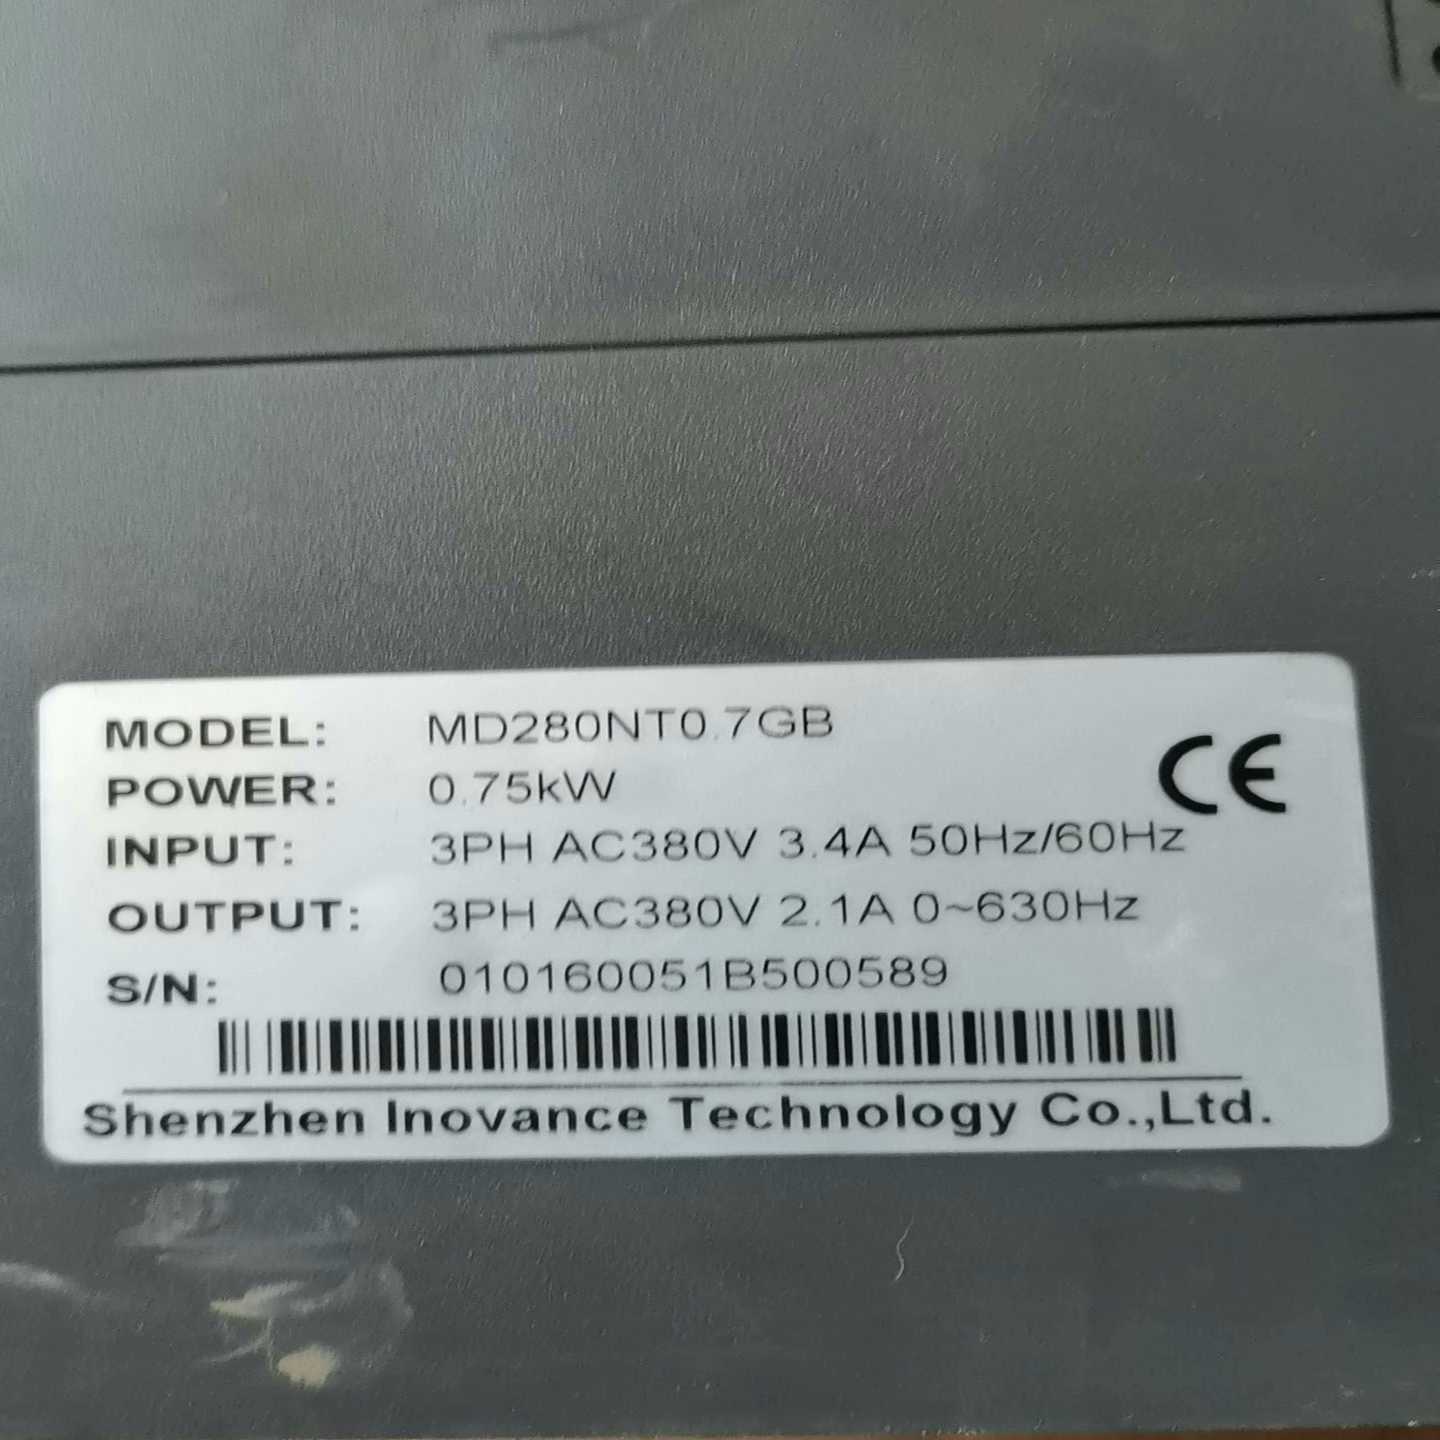 MODEL: MD280NT0.7GB
POWER: 0.75kW
CE
INPUT: 3PH AC380V 3.4A 50Hz/60Hz
OUTPUT: 3PH AC380V 2.1A 0~630Hz
S/N: 010160051B500589
Shenzhen Inovance Technology Co.,Ltd.